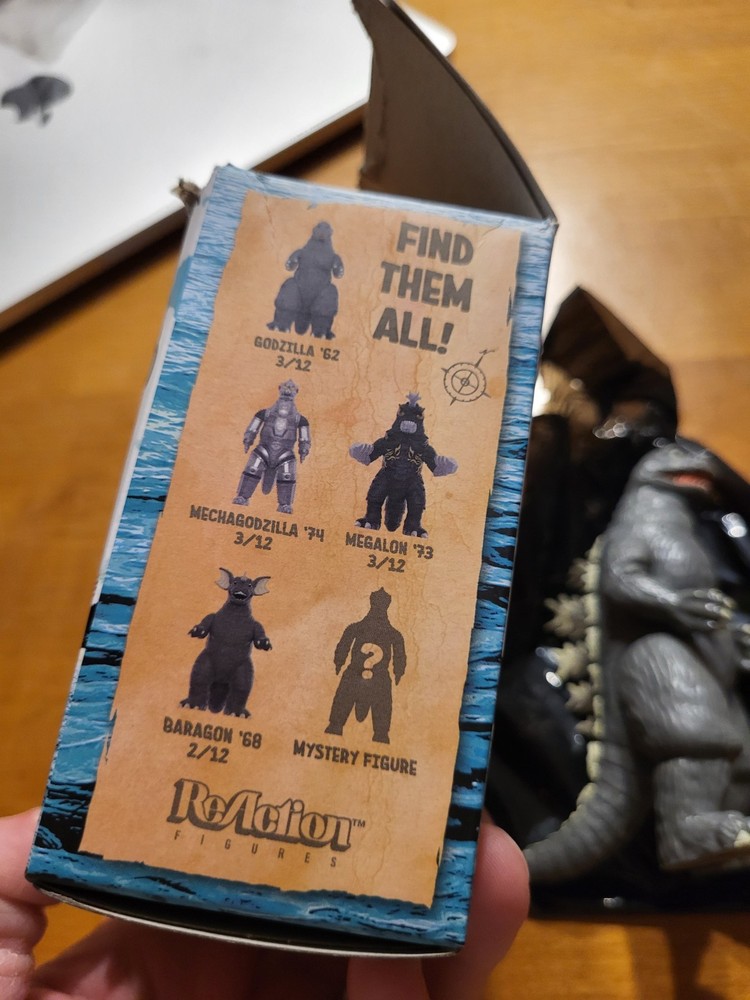 FIND
THEM
ALL!
GODZILLA '62
3/12
MECHAGODZILLA '74
3/12
MEGALON '73
3/12
BARAGON '68
2/12
?
MYSTERY FIGURE
ReAction™
FIGURES